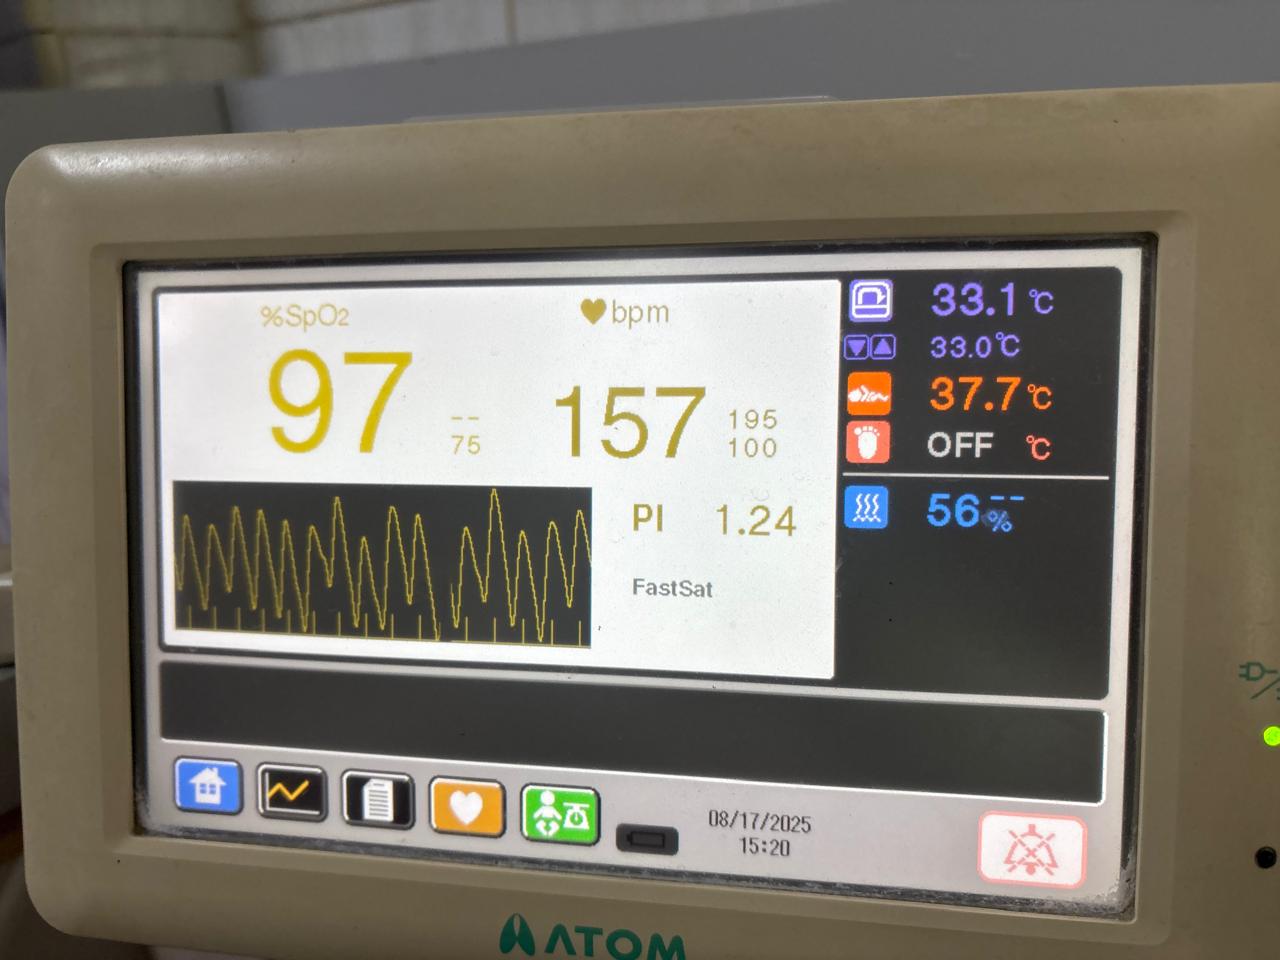 %SpO2
97
--
75
bpm
157
195
100
PI 1.24
FastSat
33.1 ℃
33.0℃
37.7 ℃
OFF ℃
56 --
%
08/17/2025
15:20
ATOM